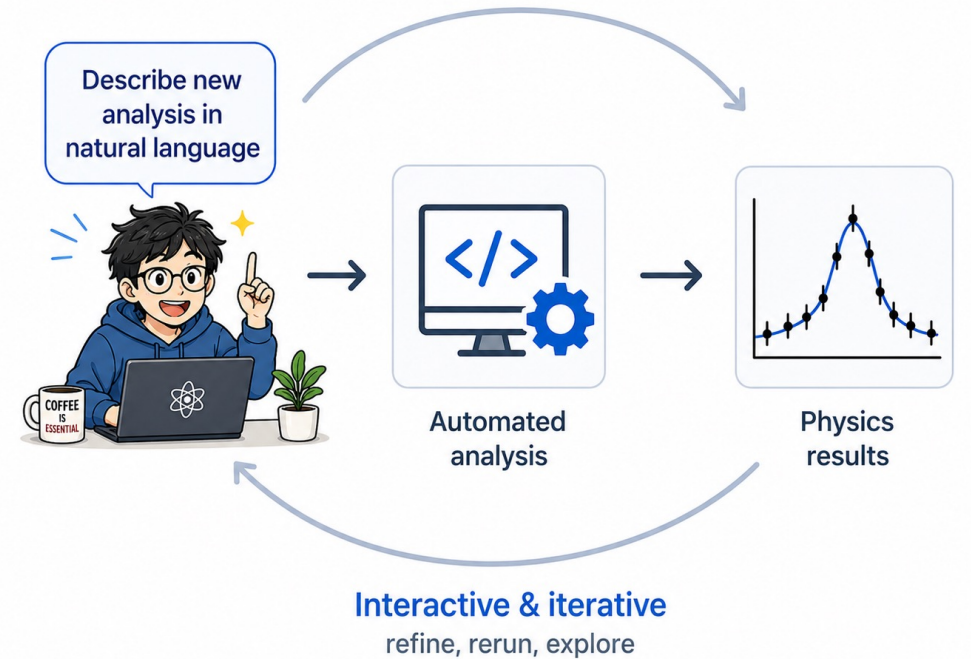 Describe new
analysis in
natural language
</>
COFFEE
IS
ESSENTIAL
Automated
analysis
Physics
results
Interactive & iterative
refine, rerun, explore